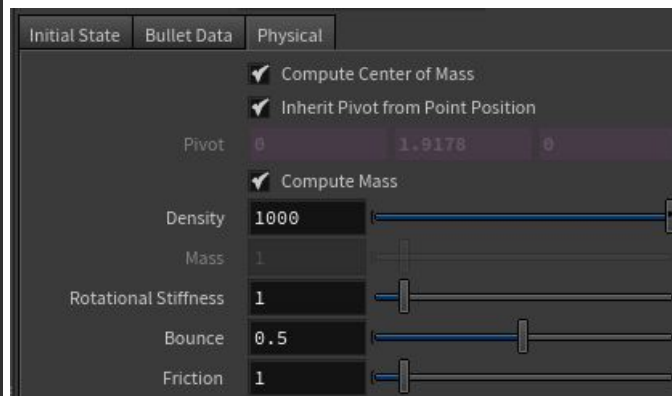 Initial State Bullet Data Physical
Compute Center of Mass
Inherit Pivot from Point Position
Pivot 0 1.9178 0
Compute Mass
Density 1000
Mass 1
Rotational Stiffness 1
Bounce 0.5
Friction 1